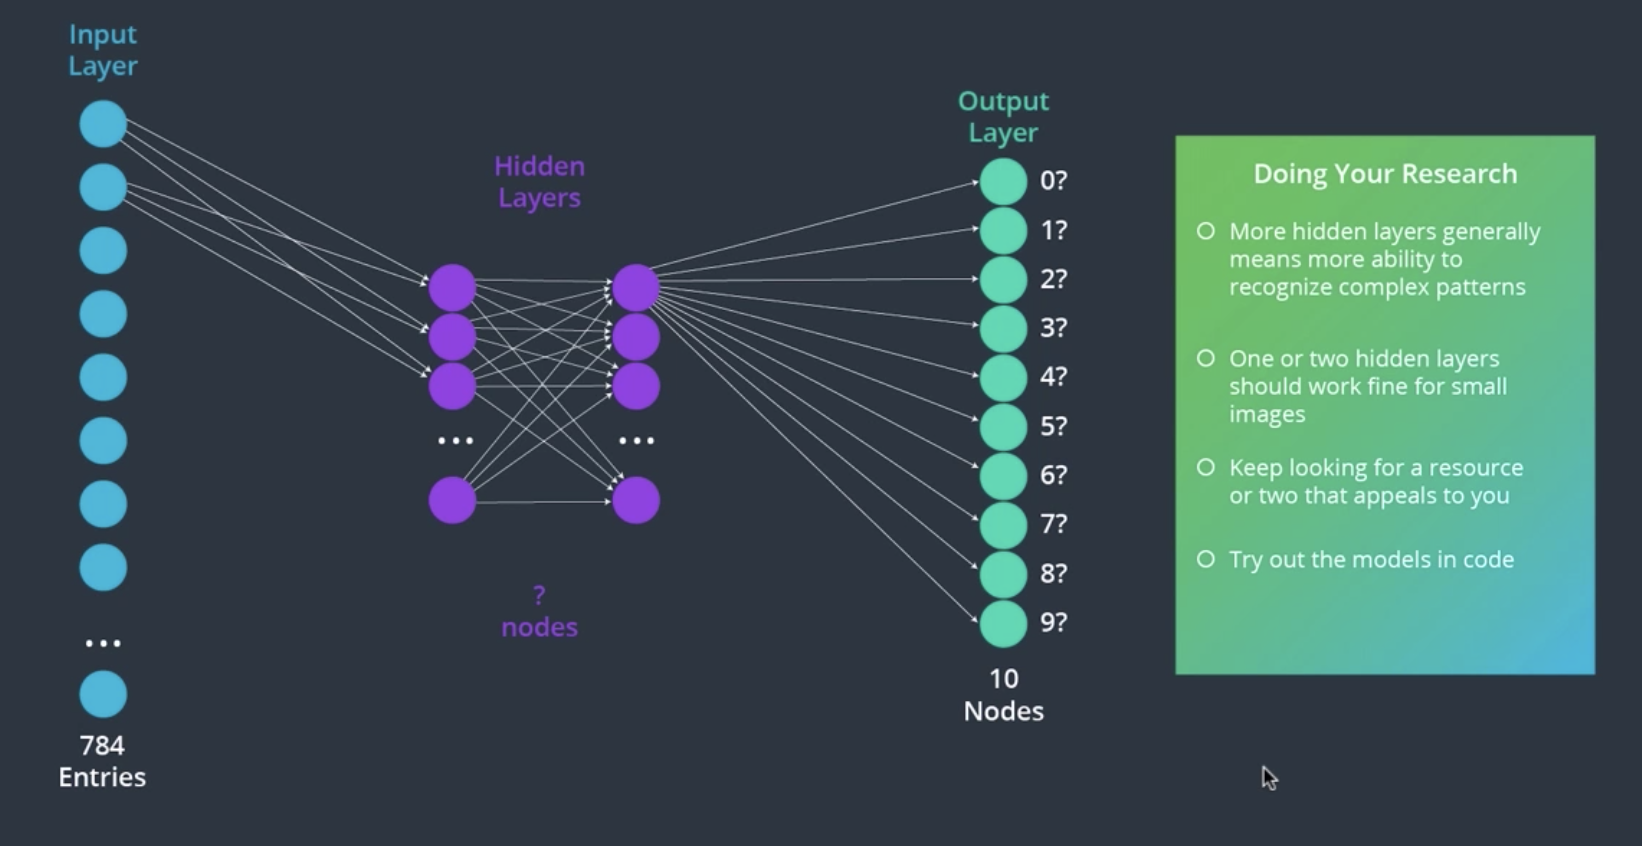 Input
Layer
Hidden
Layers
Output
Layer
0?
1?
2?
3?
4?
5?
6?
7?
8?
9?
...
... ...
?
nodes
10
Nodes
784
Entries
Doing Your Research
More hidden layers generally
means more ability to
recognize complex patterns
One or two hidden layers
should work fine for small
images
Keep looking for a resource
or two that appeals to you
Try out the models in code